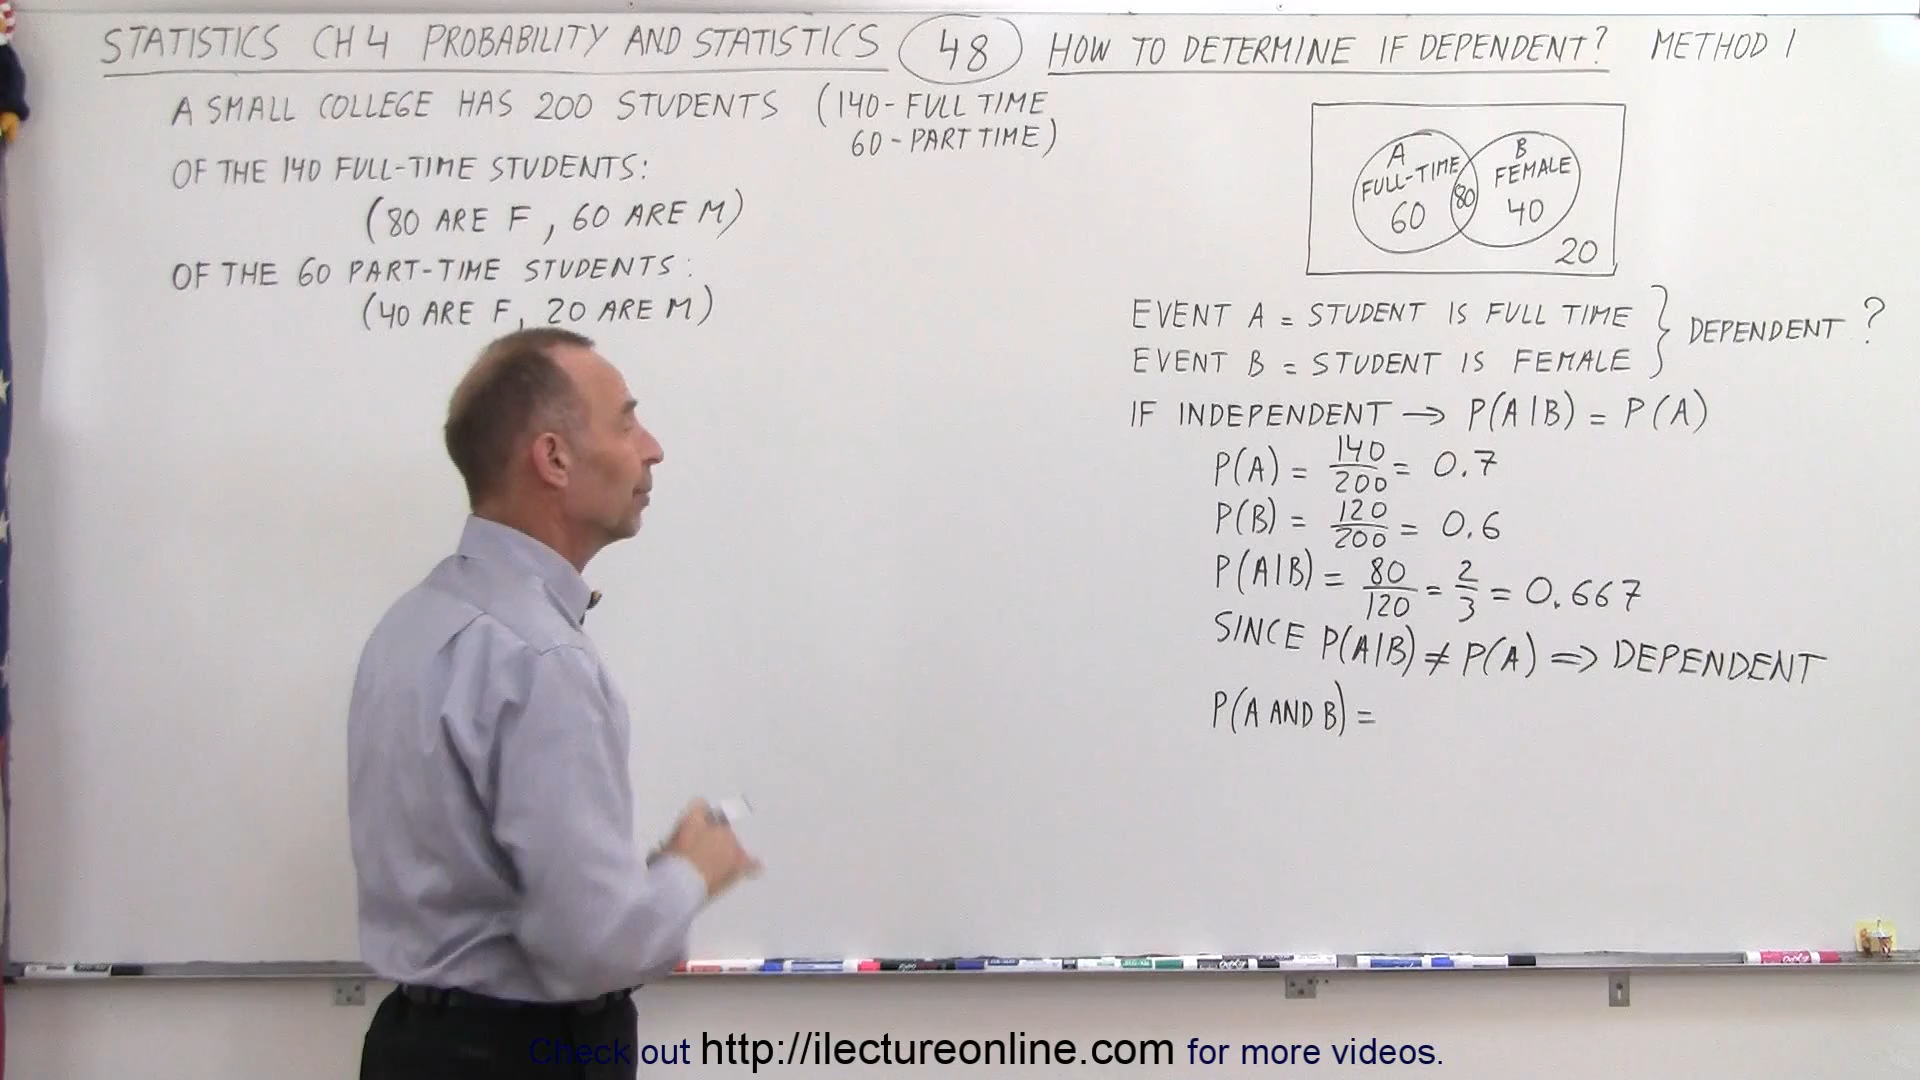 STATISTICS CH 4 PROBABILITY AND STATISTICS 48 HOW TO DETERMINE IF DEPENDENT? METHOD 1
A SMALL COLLEGE HAS 200 STUDENTS (140 - FULL TIME
60 - PART TIME)
OF THE 140 FULL-TIME STUDENTS:
(80 ARE F, 60 ARE M)
OF THE 60 PART-TIME STUDENTS:
(40 ARE F, 20 ARE M)
A
FULL-TIME
60
80
B
FEMALE
40
20
EVENT A = STUDENT IS FULL TIME
EVENT B = STUDENT IS FEMALE
} DEPENDENT?
IF INDEPENDENT → P(A|B) = P(A)
P(A) = 140/200 = 0.7
P(B) = 120/200 = 0.6
P(A|B) = 80/120 = 2/3 = 0.667
SINCE P(A|B) ≠ P(A) ⇒ DEPENDENT
P(A AND B) =
Check out http://ilectureonline.com for more videos.